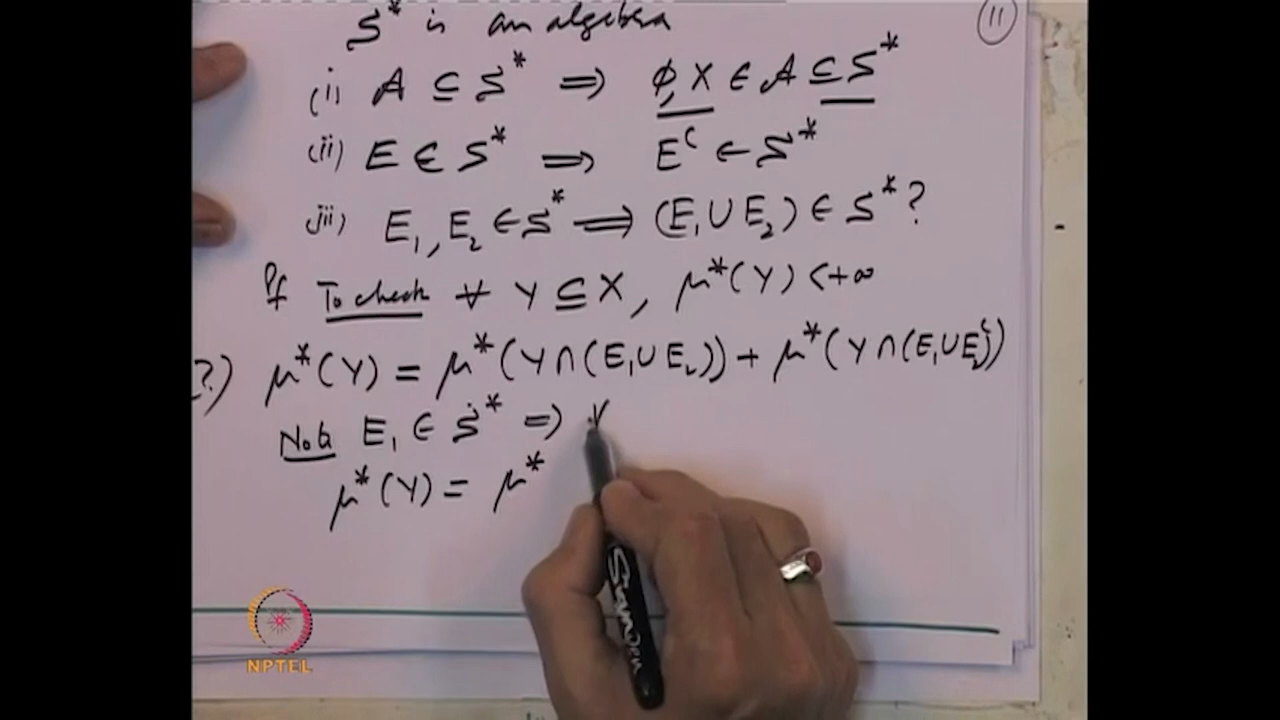 S* is an algebra
11
(i) A ⊆ S* ⟹ φ, X ∈ A ⊆ S*
(ii) E ∈ S* ⟹ E^c ∈ S*
(iii) E₁, E₂ ∈ S* ⟹ (E₁ ∪ E₂) ∈ S* ?
Pf To check ∀ Y ⊆ X, μ*(Y) < +∞
?) μ*(Y) = μ*(Y ∩ (E₁ ∪ E₂)) + μ*(Y ∩ (E₁ ∪ E₂)^c)
Note E₁ ∈ S* ⟹ ∀
μ*(Y) = μ*
NPTEL